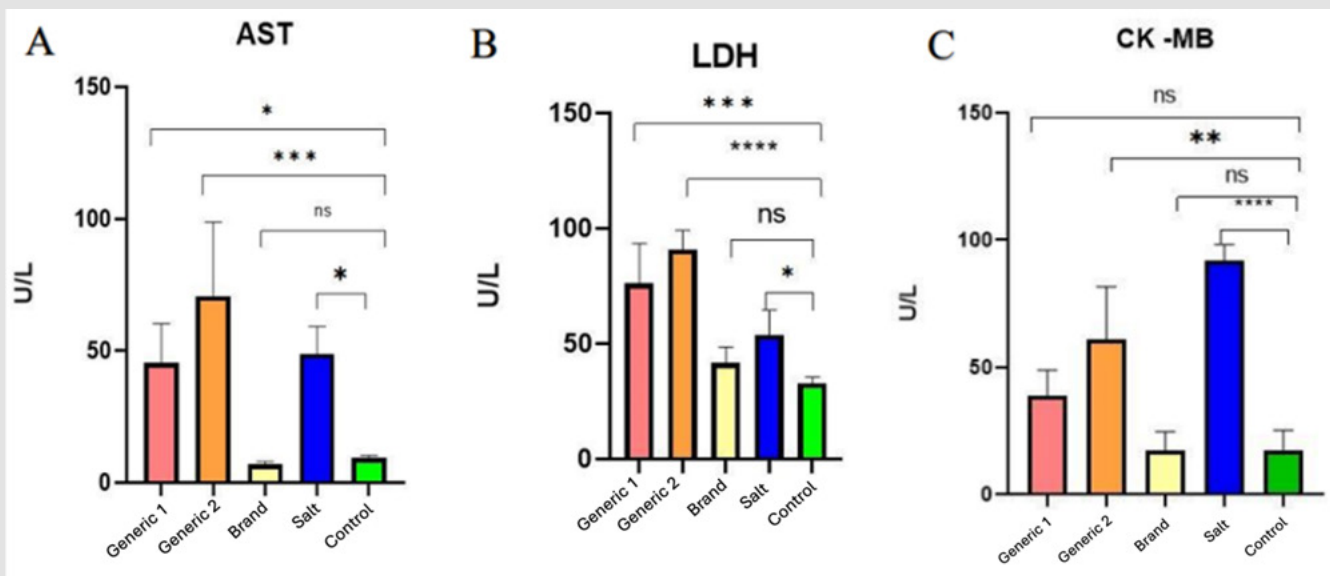 A
AST
150
*
***
100
ns
*
U/L
50
0
Generic 1
Generic 2
Brand
Salt
Control
B
LDH
150
***
****
100
ns
*
U/L
50
0
Generic 1
Generic 2
Brand
Salt
Control
C
CK -MB
ns
150
**
ns
****
100
U/L
50
0
Generic 1
Generic 2
Brand
Salt
Control